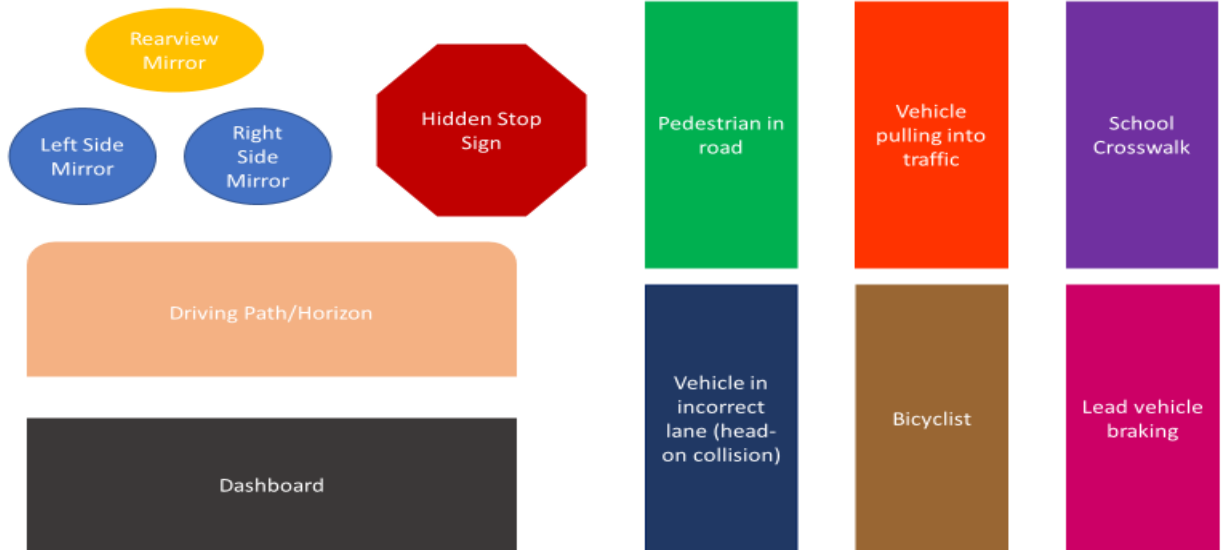 Rearview
Mirror
Left Side
Mirror
Right
Side
Mirror
Hidden Stop
Sign
Driving Path/Horizon
Dashboard
Pedestrian in
road
Vehicle
pulling into
traffic
School
Crosswalk
Vehicle in
incorrect
lane (head-
on collision)
Bicyclist
Lead vehicle
braking